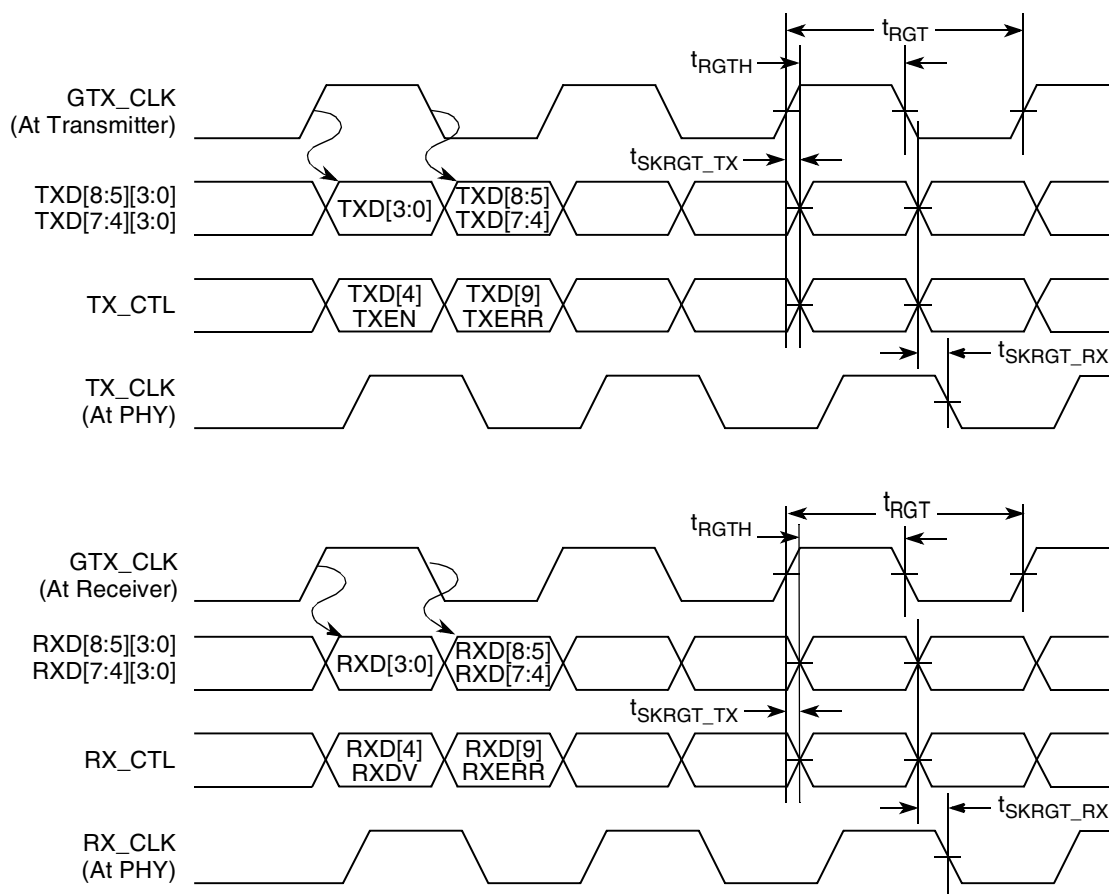 tRGT
tRGTH
GTX_CLK
(At Transmitter)
tSKRGT_TX
TXD[8:5][3:0]
TXD[7:4][3:0]
TXD[3:0]
TXD[8:5]
TXD[7:4]
TX_CTL
TXD[4]
TXEN
TXD[9]
TXERR
tSKRGT_RX
TX_CLK
(At PHY)
tRGT
tRGTH
GTX_CLK
(At Receiver)
RXD[8:5][3:0]
RXD[7:4][3:0]
RXD[3:0]
RXD[8:5]
RXD[7:4]
tSKRGT_TX
RX_CTL
RXD[4]
RXDV
RXD[9]
RXERR
tSKRGT_RX
RX_CLK
(At PHY)